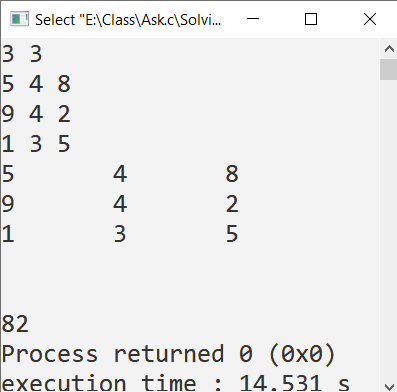 Select "E:\Class\Ask.c\Solvi...
3 3
5 4 8
9 4 2
1 3 5
5 4 8
9 4 2
1 3 5
82
Process returned 0 (0x0)
execution time : 14.531 s